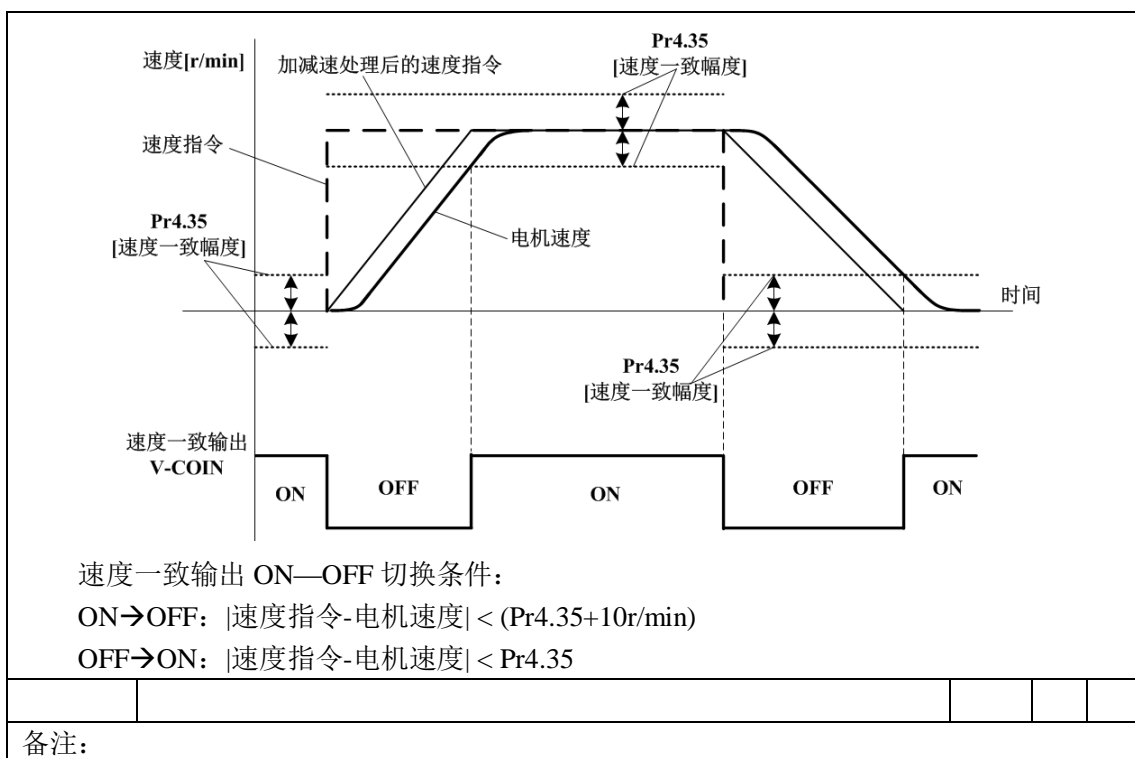 Pr4.35
[速度一致幅度]
速度[r/min]
加减速处理后的速度指令
速度指令
Pr4.35
[速度一致幅度]
电机速度
时间
Pr4.35
[速度一致幅度]
速度一致输出
V-COIN
ON
OFF
ON
OFF
ON
速度一致输出 ON—OFF 切换条件：
ON→OFF：|速度指令-电机速度| < (Pr4.35+10r/min)
OFF→ON：|速度指令-电机速度| < Pr4.35
备注：